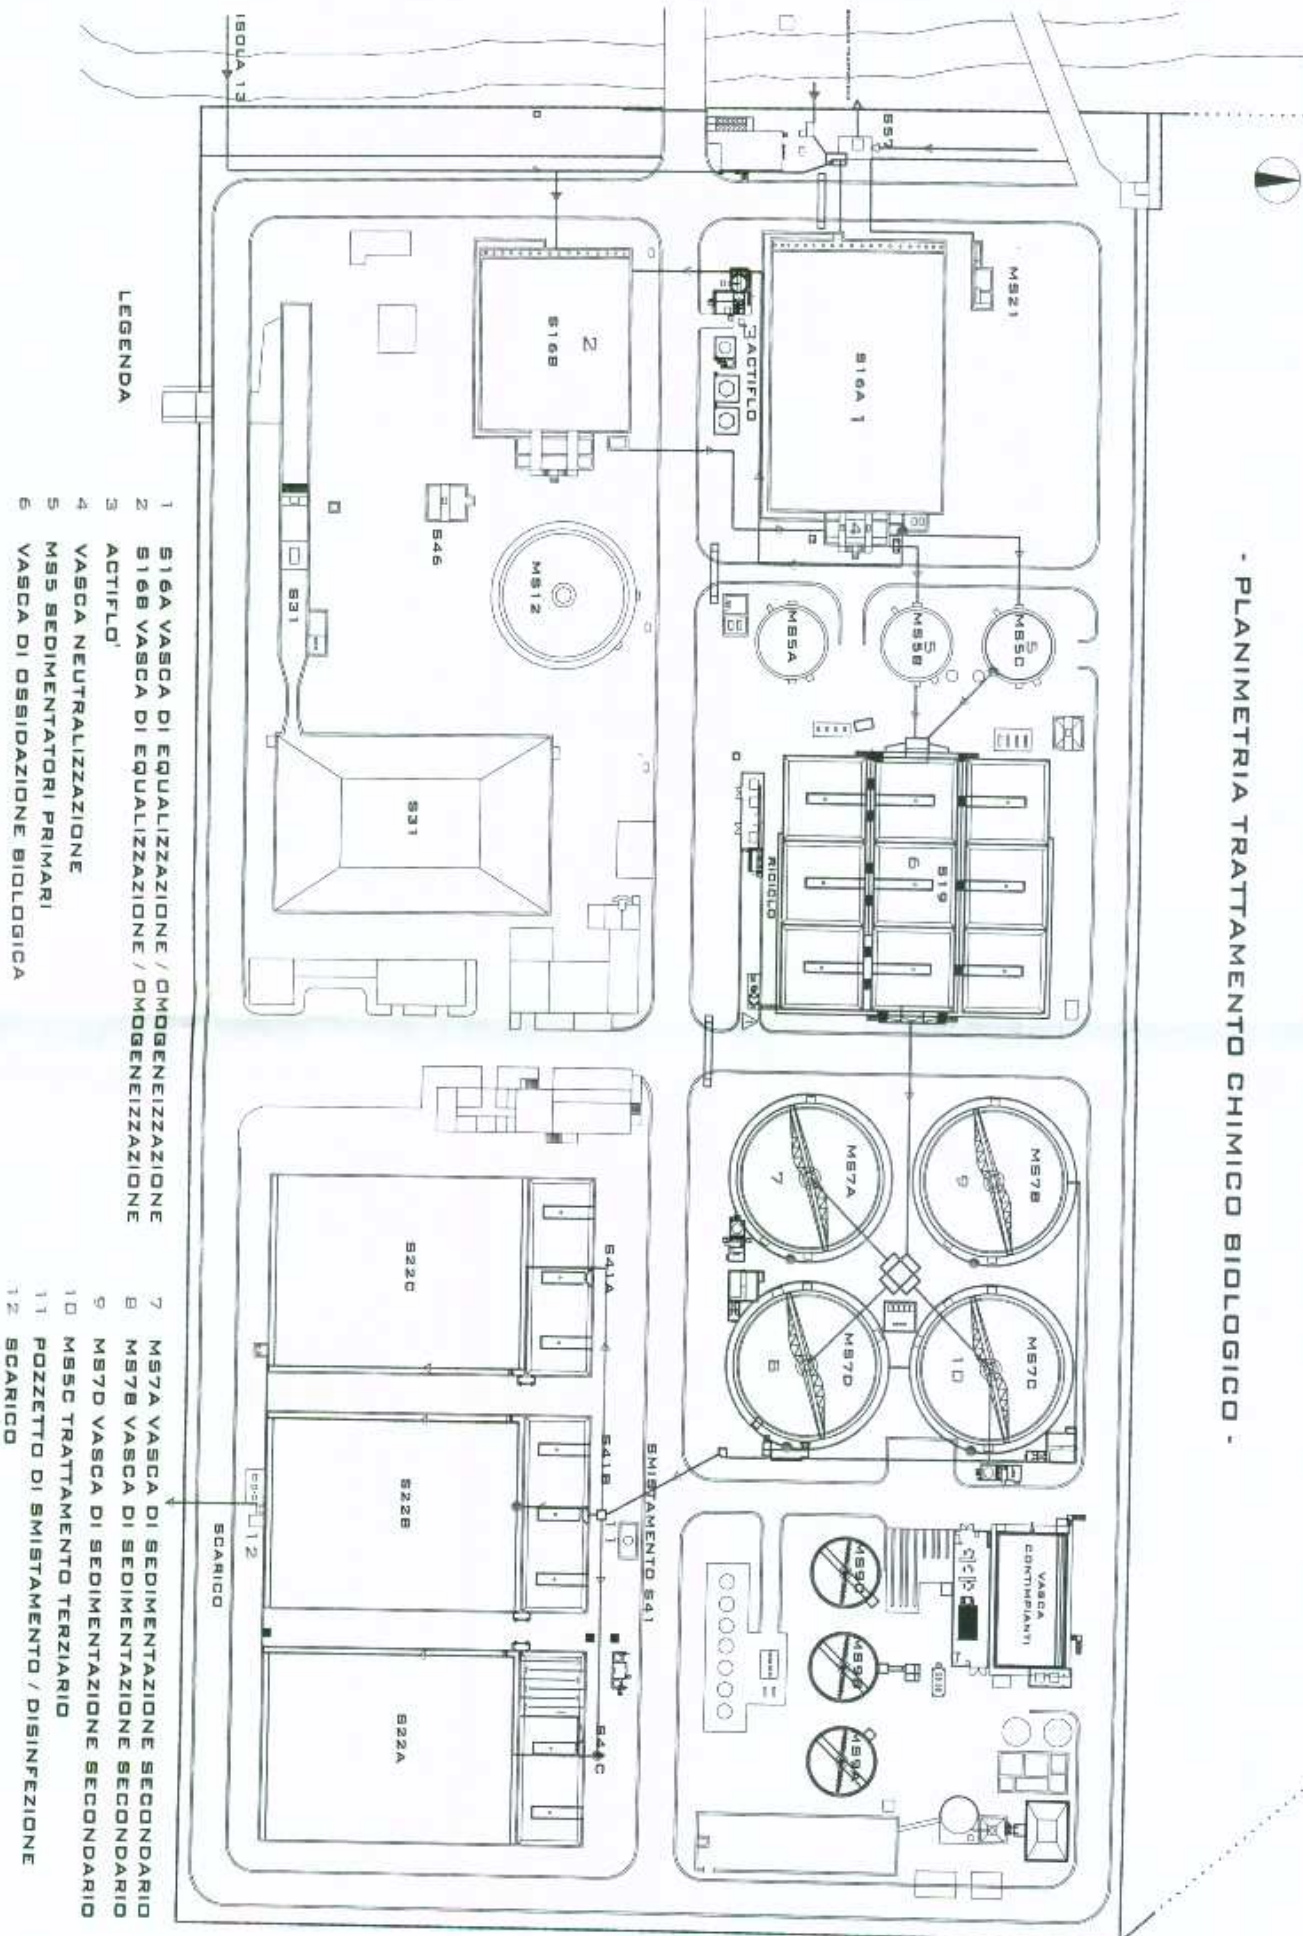 - PLANIMETRIA TRATTAMENTO CHIMICO BIOLOGICO -
ISOLA 13
S57
MS21
S16A 1
2
S16B
3 ACTIFLO
4
S46
MS12
S31
S31
MS5A
5
MS5B
5
MS5C
6
S19
RICICLO
MS7A
7
MS7B
9
MS7C
10
MS7D
8
SMISTAMENTO S41
11
S41A
S41B
S41C
S22C
S22B
S22A
12
SCARICO
MS9C
MS9B
MS9A
VASCA
CONTIMPIANTI
LEGENDA
1 S16A VASCA DI EQUALIZZAZIONE / OMOGENEIZZAZIONE
2 S16B VASCA DI EQUALIZZAZIONE / OMOGENEIZZAZIONE
3 ACTIFLO'
4 VASCA NEUTRALIZZAZIONE
5 MS5 SEDIMENTATORI PRIMARI
6 VASCA DI OSSIDAZIONE BIOLOGICA
7 MS7A VASCA DI SEDIMENTAZIONE SECONDARIO
8 MS7B VASCA DI SEDIMENTAZIONE SECONDARIO
9 MS7D VASCA DI SEDIMENTAZIONE SECONDARIO
10 MS5C TRATTAMENTO TERZIARIO
11 POZZETTO DI SMISTAMENTO / DISINFEZIONE
12 SCARICO